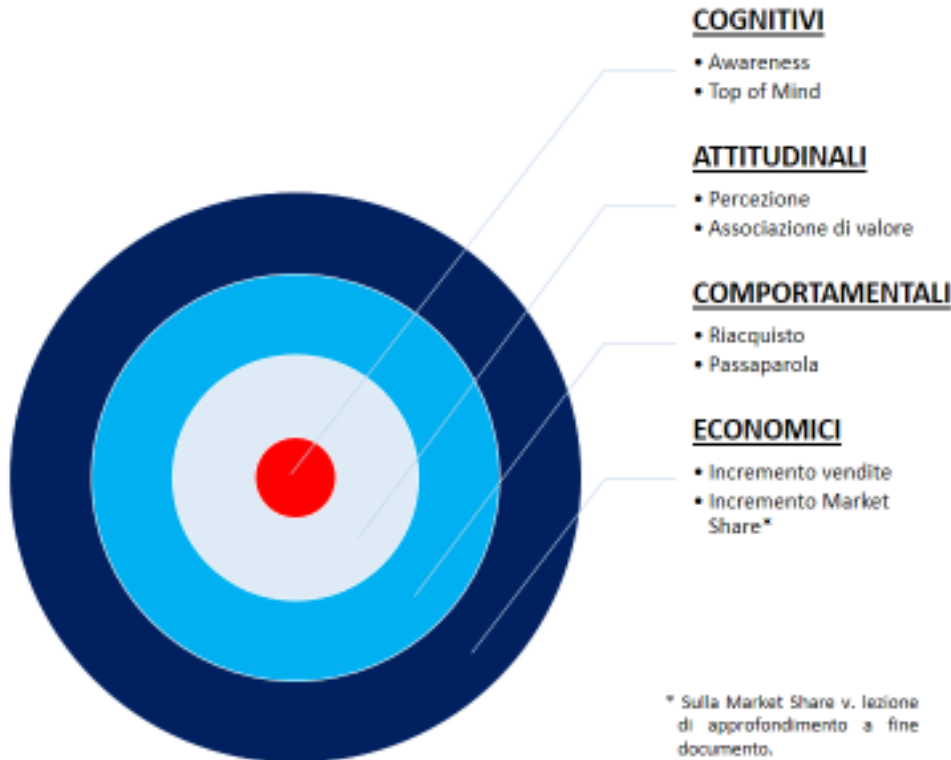 COGNITIVI
• Awareness
• Top of Mind
ATTITUDINALI
• Percezione
• Associazione di valore
COMPORTAMENTALI
• Riacquisto
• Passaparola
ECONOMICI
• Incremento vendite
• Incremento Market
Share*
* Sulla Market Share v. lezione
di approfondimento a fine
documento.